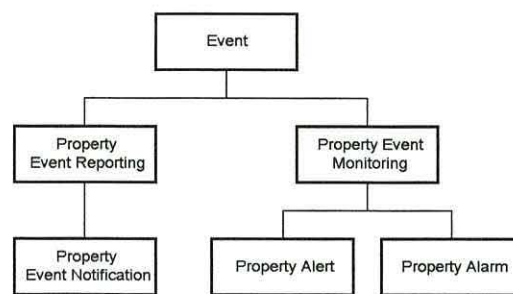 Event
Property
Event Reporting
Property Event
Monitoring
Property
Event Notification
Property Alert
Property Alarm